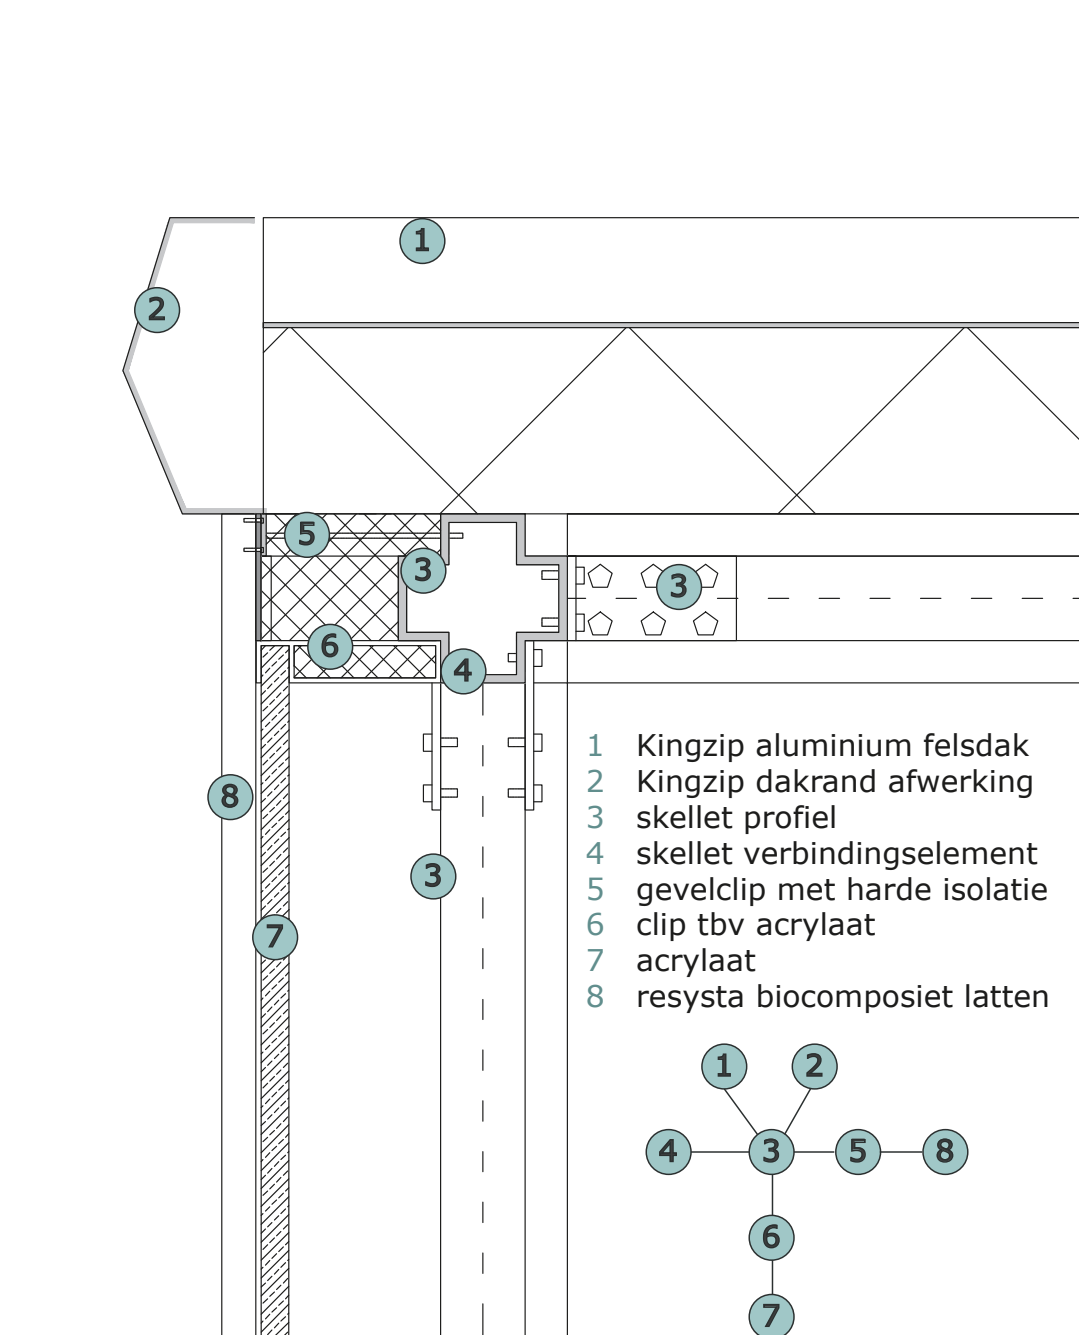 1
2
5
3
3
6
4
1 Kingzip aluminium felsdak
2 Kingzip dakrand afwerking
8
3 skellet profiel
4 skellet verbindingselement
3
5 gevelclip met harde isolatie
6 clip tbv acrylaat
7
7 acrylaat
8 resysta biocomposiet latten
1 2
4 3 5 8
6
7